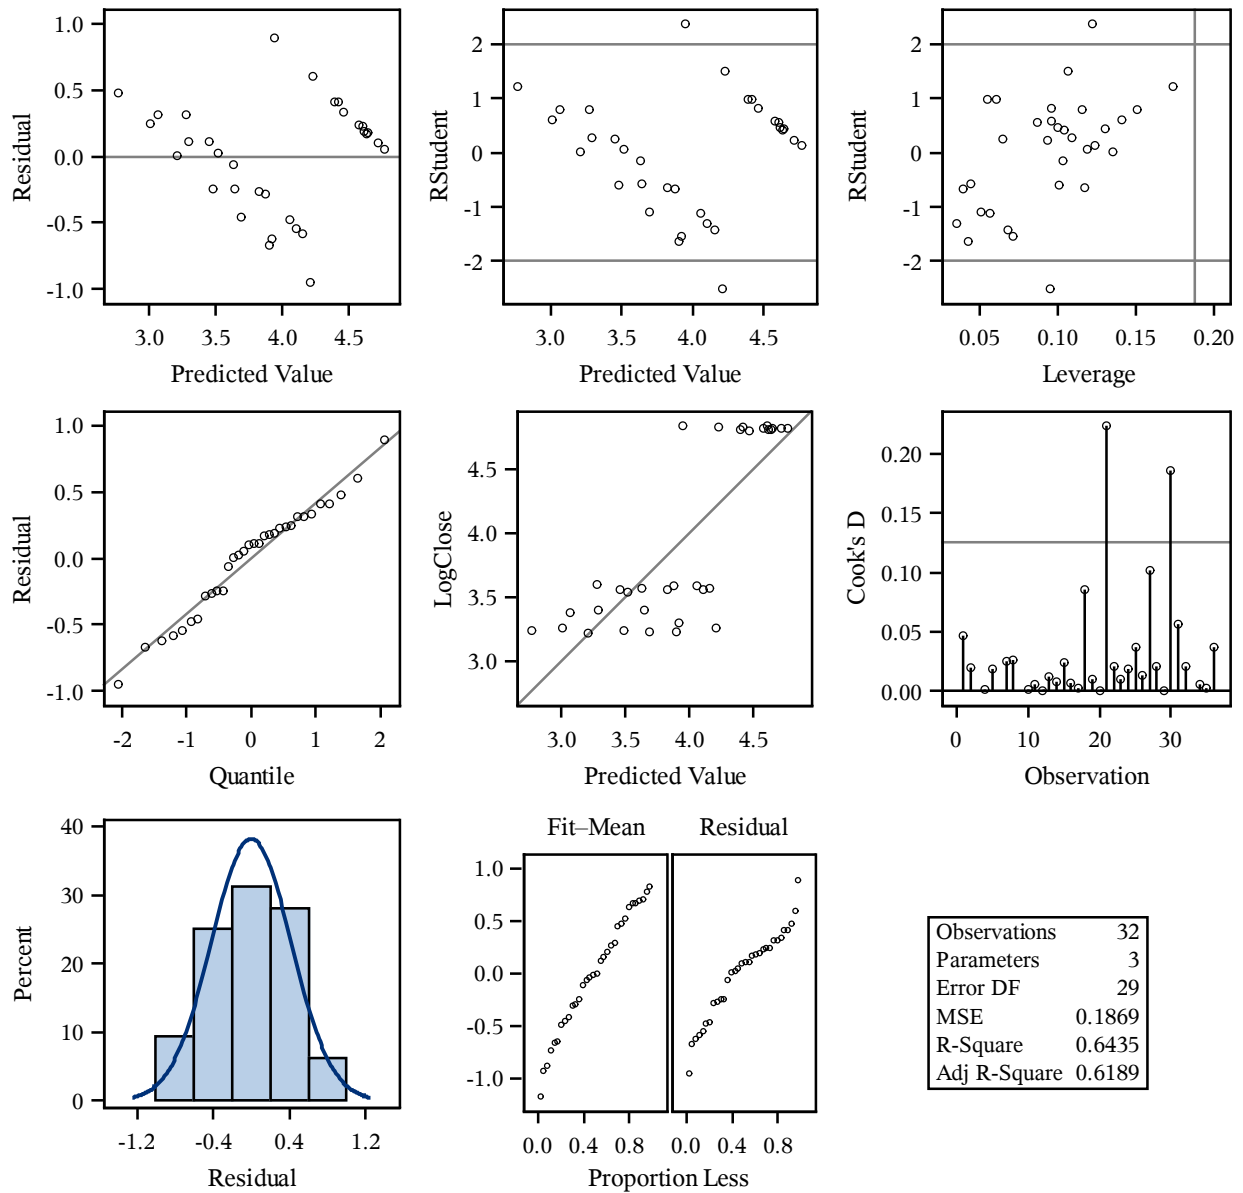 1.0
0.5
0.0
-0.5
-1.0
Residual
3.0 3.5 4.0 4.5
Predicted Value
2
1
0
-1
-2
RStudent
3.0 3.5 4.0 4.5
Predicted Value
2
1
0
-1
-2
RStudent
0.05 0.10 0.15 0.20
Leverage
1.0
0.5
0.0
-0.5
-1.0
Residual
-2 -1 0 1 2
Quantile
4.5
4.0
3.5
3.0
LogClose
3.0 3.5 4.0 4.5
Predicted Value
0.20
0.15
0.10
0.05
0.00
Cook's D
0 10 20 30
Observation
40
30
20
10
0
Percent
-1.2 -0.4 0.4 1.2
Residual
Fit–Mean Residual
1.0
0.5
0.0
-0.5
-1.0
0.0 0.4 0.8 0.0 0.4 0.8
Proportion Less
Observations 32
Parameters 3
Error DF 29
MSE 0.1869
R-Square 0.6435
Adj R-Square 0.6189